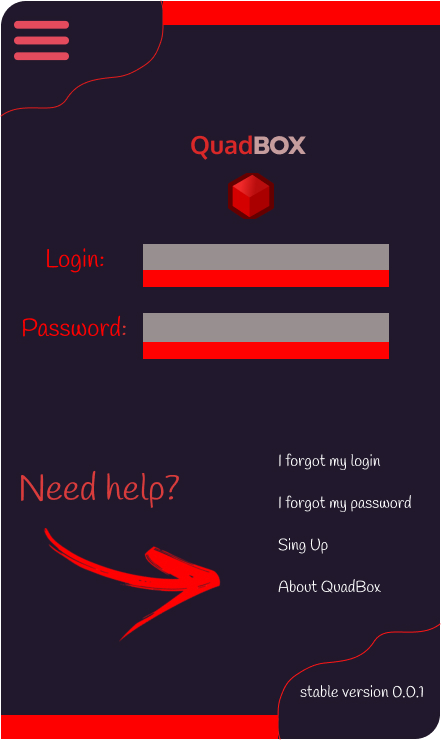 QuadBOX
Login:
Password:
Need help?
I forgot my login
I forgot my password
Sing Up
About QuadBox
stable version 0.0.1